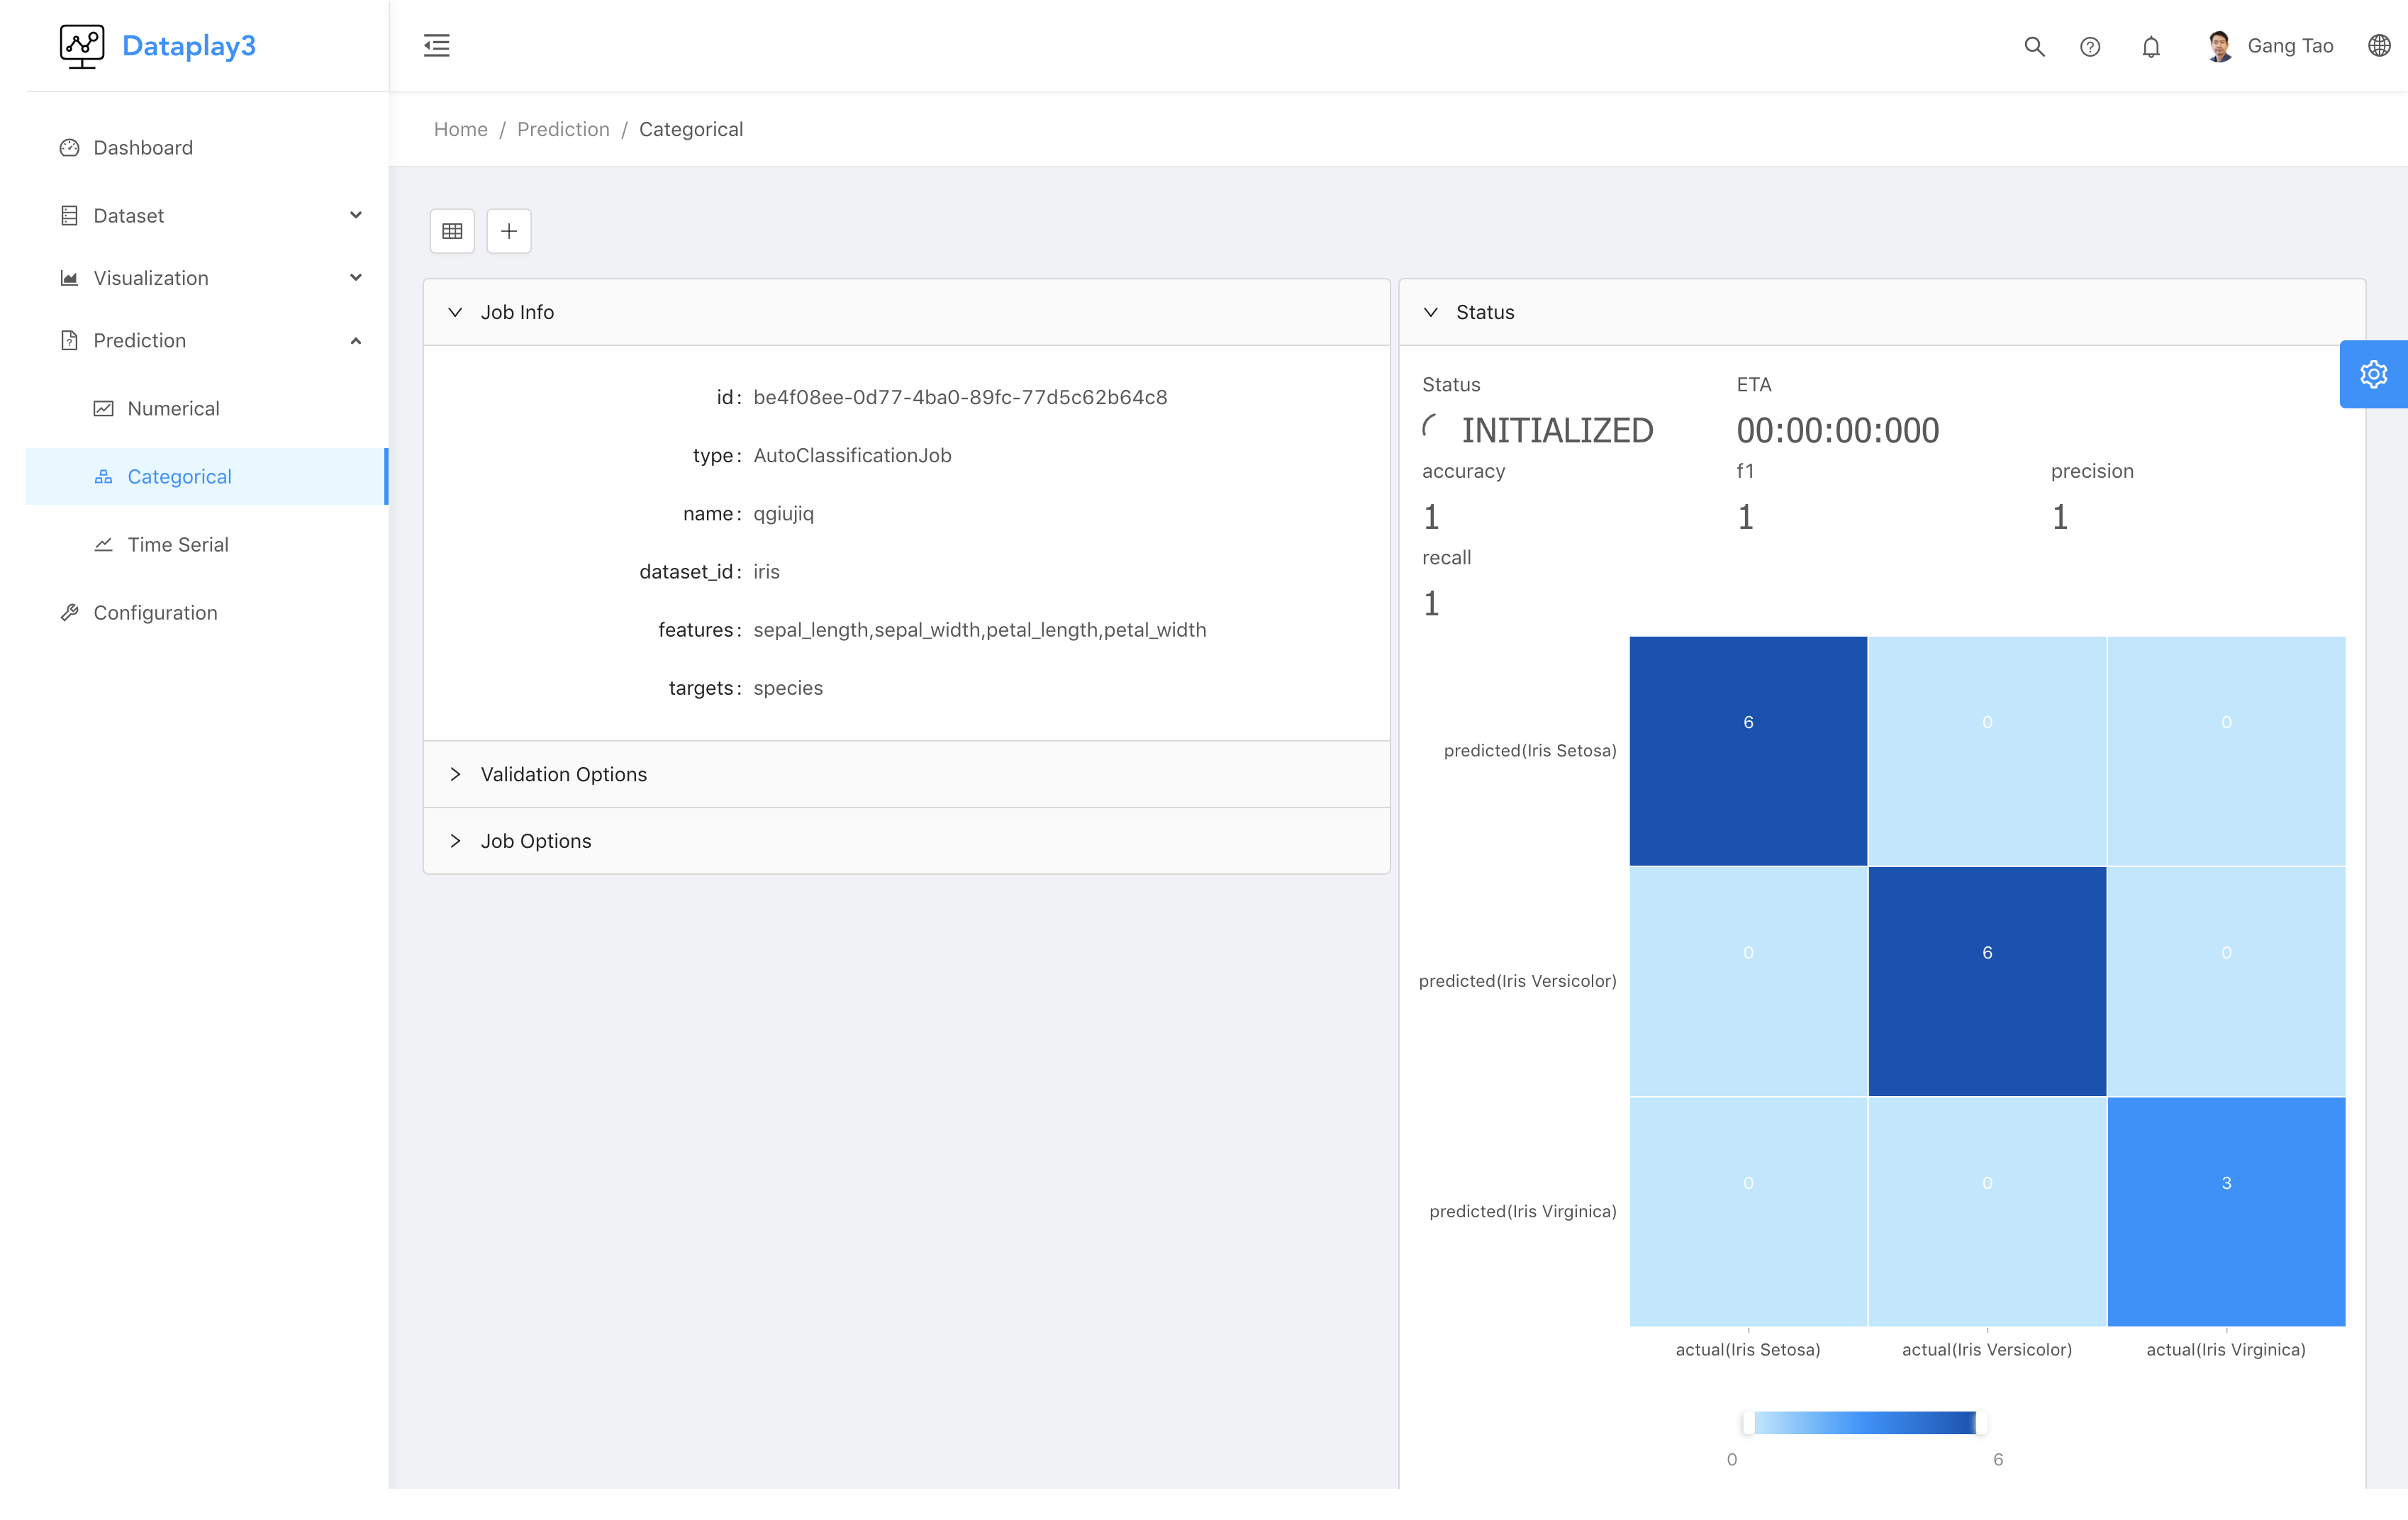 Dataplay3
Gang Tao
Home / Prediction / Categorical
Dashboard
Dataset
Visualization
Prediction
Numerical
Categorical
Time Serial
Configuration
Job Info
id: be4f08ee-0d77-4ba0-89fc-77d5c62b64c8
type: AutoClassificationJob
name: qgiujiq
dataset_id: iris
features: sepal_length,sepal_width,petal_length,petal_width
targets: species
Validation Options
Job Options
Status
Status ETA
INITIALIZED 00:00:00:000
accuracy f1 precision
1 1 1
recall
1
predicted(Iris Setosa) 6 0 0
predicted(Iris Versicolor) 0 6 0
predicted(Iris Virginica) 0 0 3
actual(Iris Setosa) actual(Iris Versicolor) actual(Iris Virginica)
0 6